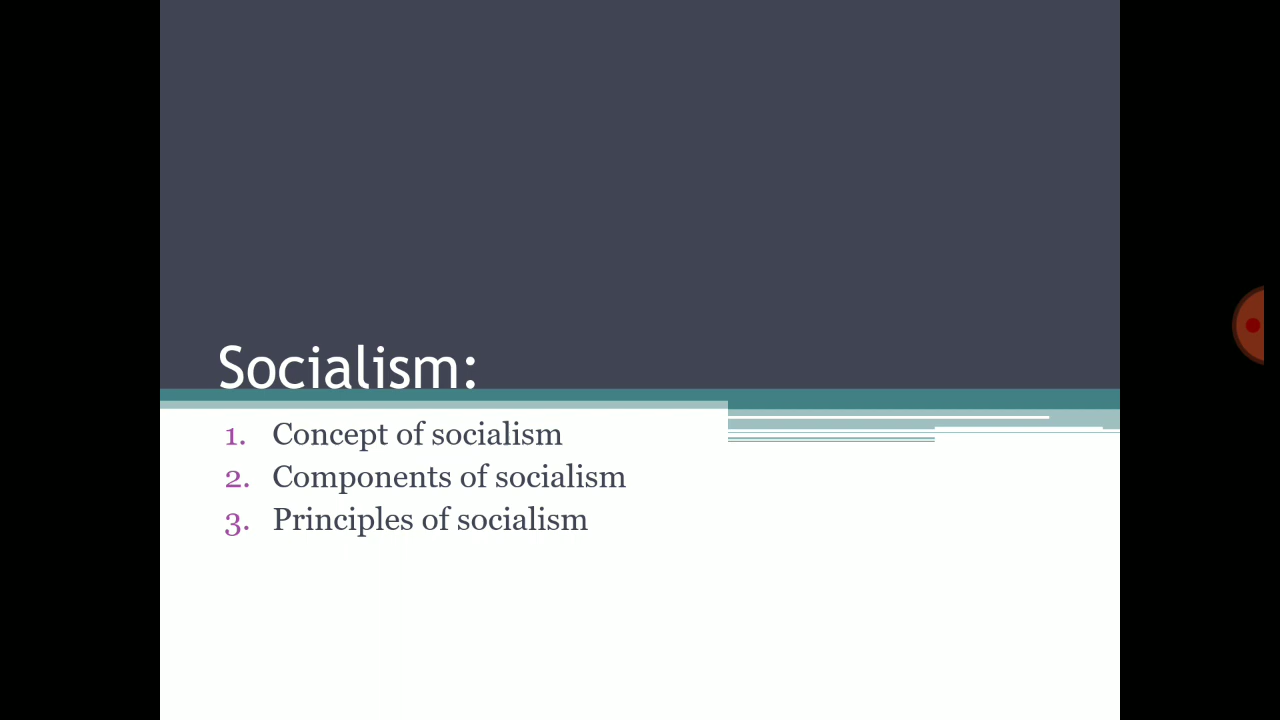 Socialism:
1. Concept of socialism
2. Components of socialism
3. Principles of socialism